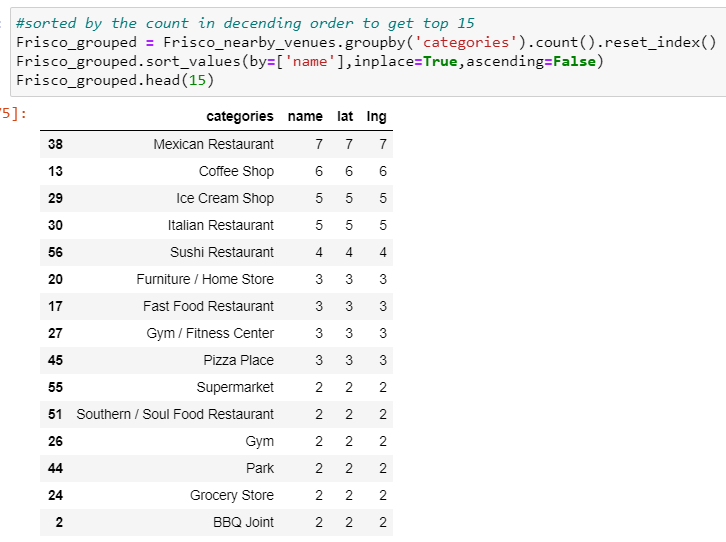 #sorted by the count in decending order to get top 15
Frisco_grouped = Frisco_nearby_venues.groupby('categories').count().reset_index()
Frisco_grouped.sort_values(by=['name'],inplace=True,ascending=False)
Frisco_grouped.head(15)
5]:
categories name lat lng
38 Mexican Restaurant 7 7 7
13 Coffee Shop 6 6 6
29 Ice Cream Shop 5 5 5
30 Italian Restaurant 5 5 5
56 Sushi Restaurant 4 4 4
20 Furniture / Home Store 3 3 3
17 Fast Food Restaurant 3 3 3
27 Gym / Fitness Center 3 3 3
45 Pizza Place 3 3 3
55 Supermarket 2 2 2
51 Southern / Soul Food Restaurant 2 2 2
26 Gym 2 2 2
44 Park 2 2 2
24 Grocery Store 2 2 2
2 BBQ Joint 2 2 2